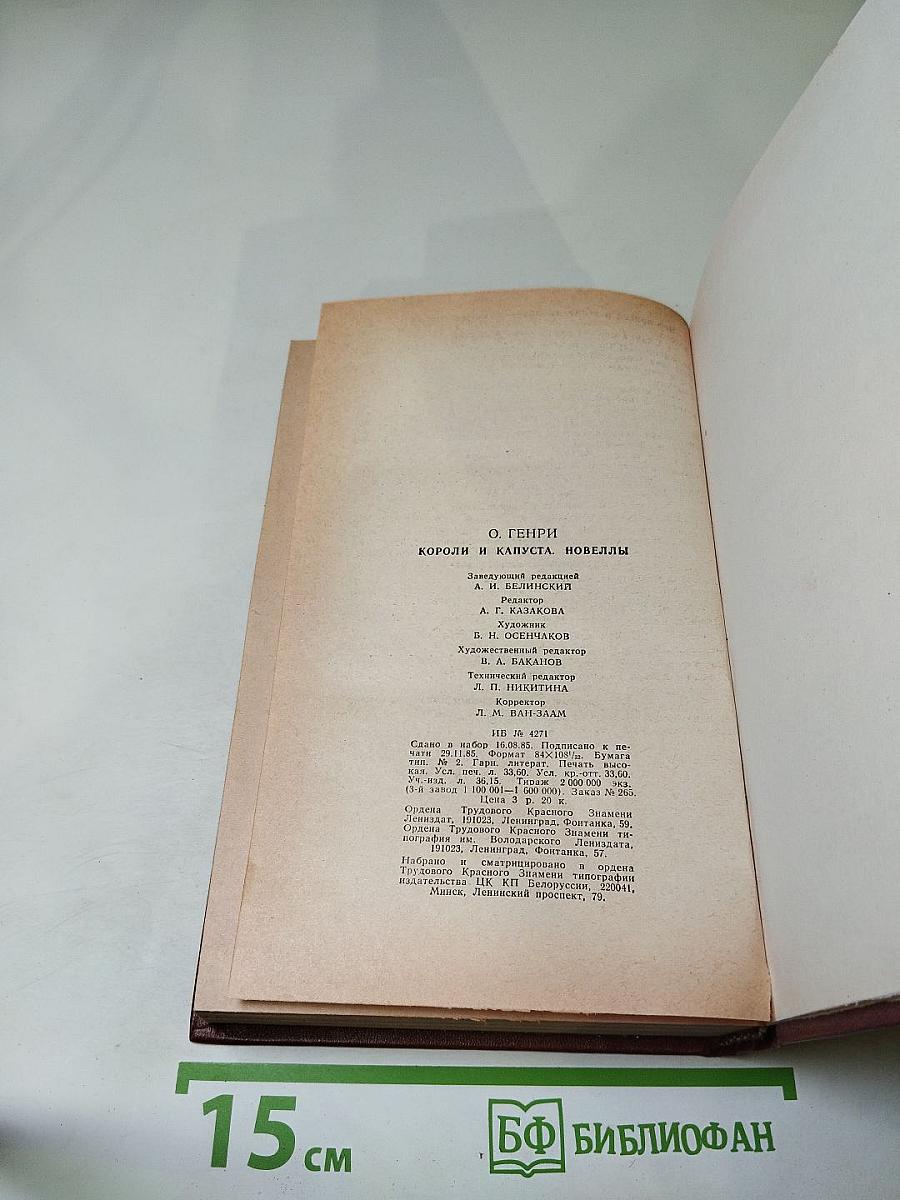 О. ГЕНРИ
КОРОЛИ И КАПУСТА. НОВЕЛЛЫ
Заведующий редакцией
А. И. БЕЛИНСКИЙ
Редактор
А. Г. КАЗАКОВА
Художник
Б. Н. ОСЕНЧАКОВ
Художественный редактор
В. А. БАКАНОВ
Технический редактор
Л. П. НИКИТИНА
Корректор
Л. М. ВАН-ЗААМ
ИБ № 4271
Сдано в набор 16.08.85. Подписано к пе-
чати 29.11.85. Формат 84×108¹/₃₂. Бумага
тип. № 2. Гарн. литерат. Печать высо-
кая. Усл. печ. л. 33,60. Усл. кр.-отт. 33,60.
Уч.-изд. л. 36,15. Тираж 2 000 000 экз.
(3-й завод 1 100 001—1 600 000). Заказ № 265.
Цена 3 р. 20 к.
Ордена Трудового Красного Знамени
Лениздат, 191023, Ленинград, Фонтанка, 59.
Ордена Трудового Красного Знамени ти-
пография им. Володарского Лениздата,
191023, Ленинград, Фонтанка, 57.
Набрано и сматрицировано в ордена
Трудового Красного Знамени типографии
издательства ЦК КП Белоруссии, 220041,
Минск, Ленинский проспект, 79.
15 см
БФ БИБЛИОФАН